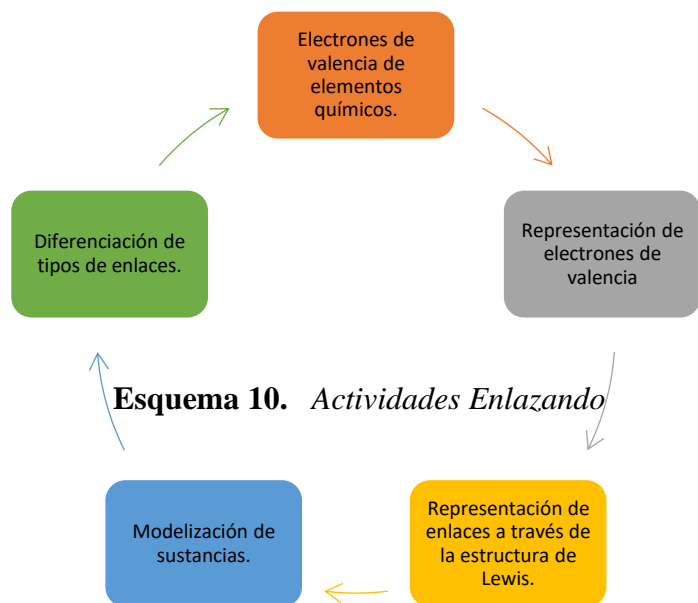 Electrones de
valencia de
elementos
químicos.
Representación de
electrones de
valencia
Representación de
enlaces a través de
la estructura de
Lewis.
Modelización de
sustancias.
Diferenciación de
tipos de enlaces.
Esquema 10. Actividades Enlazando